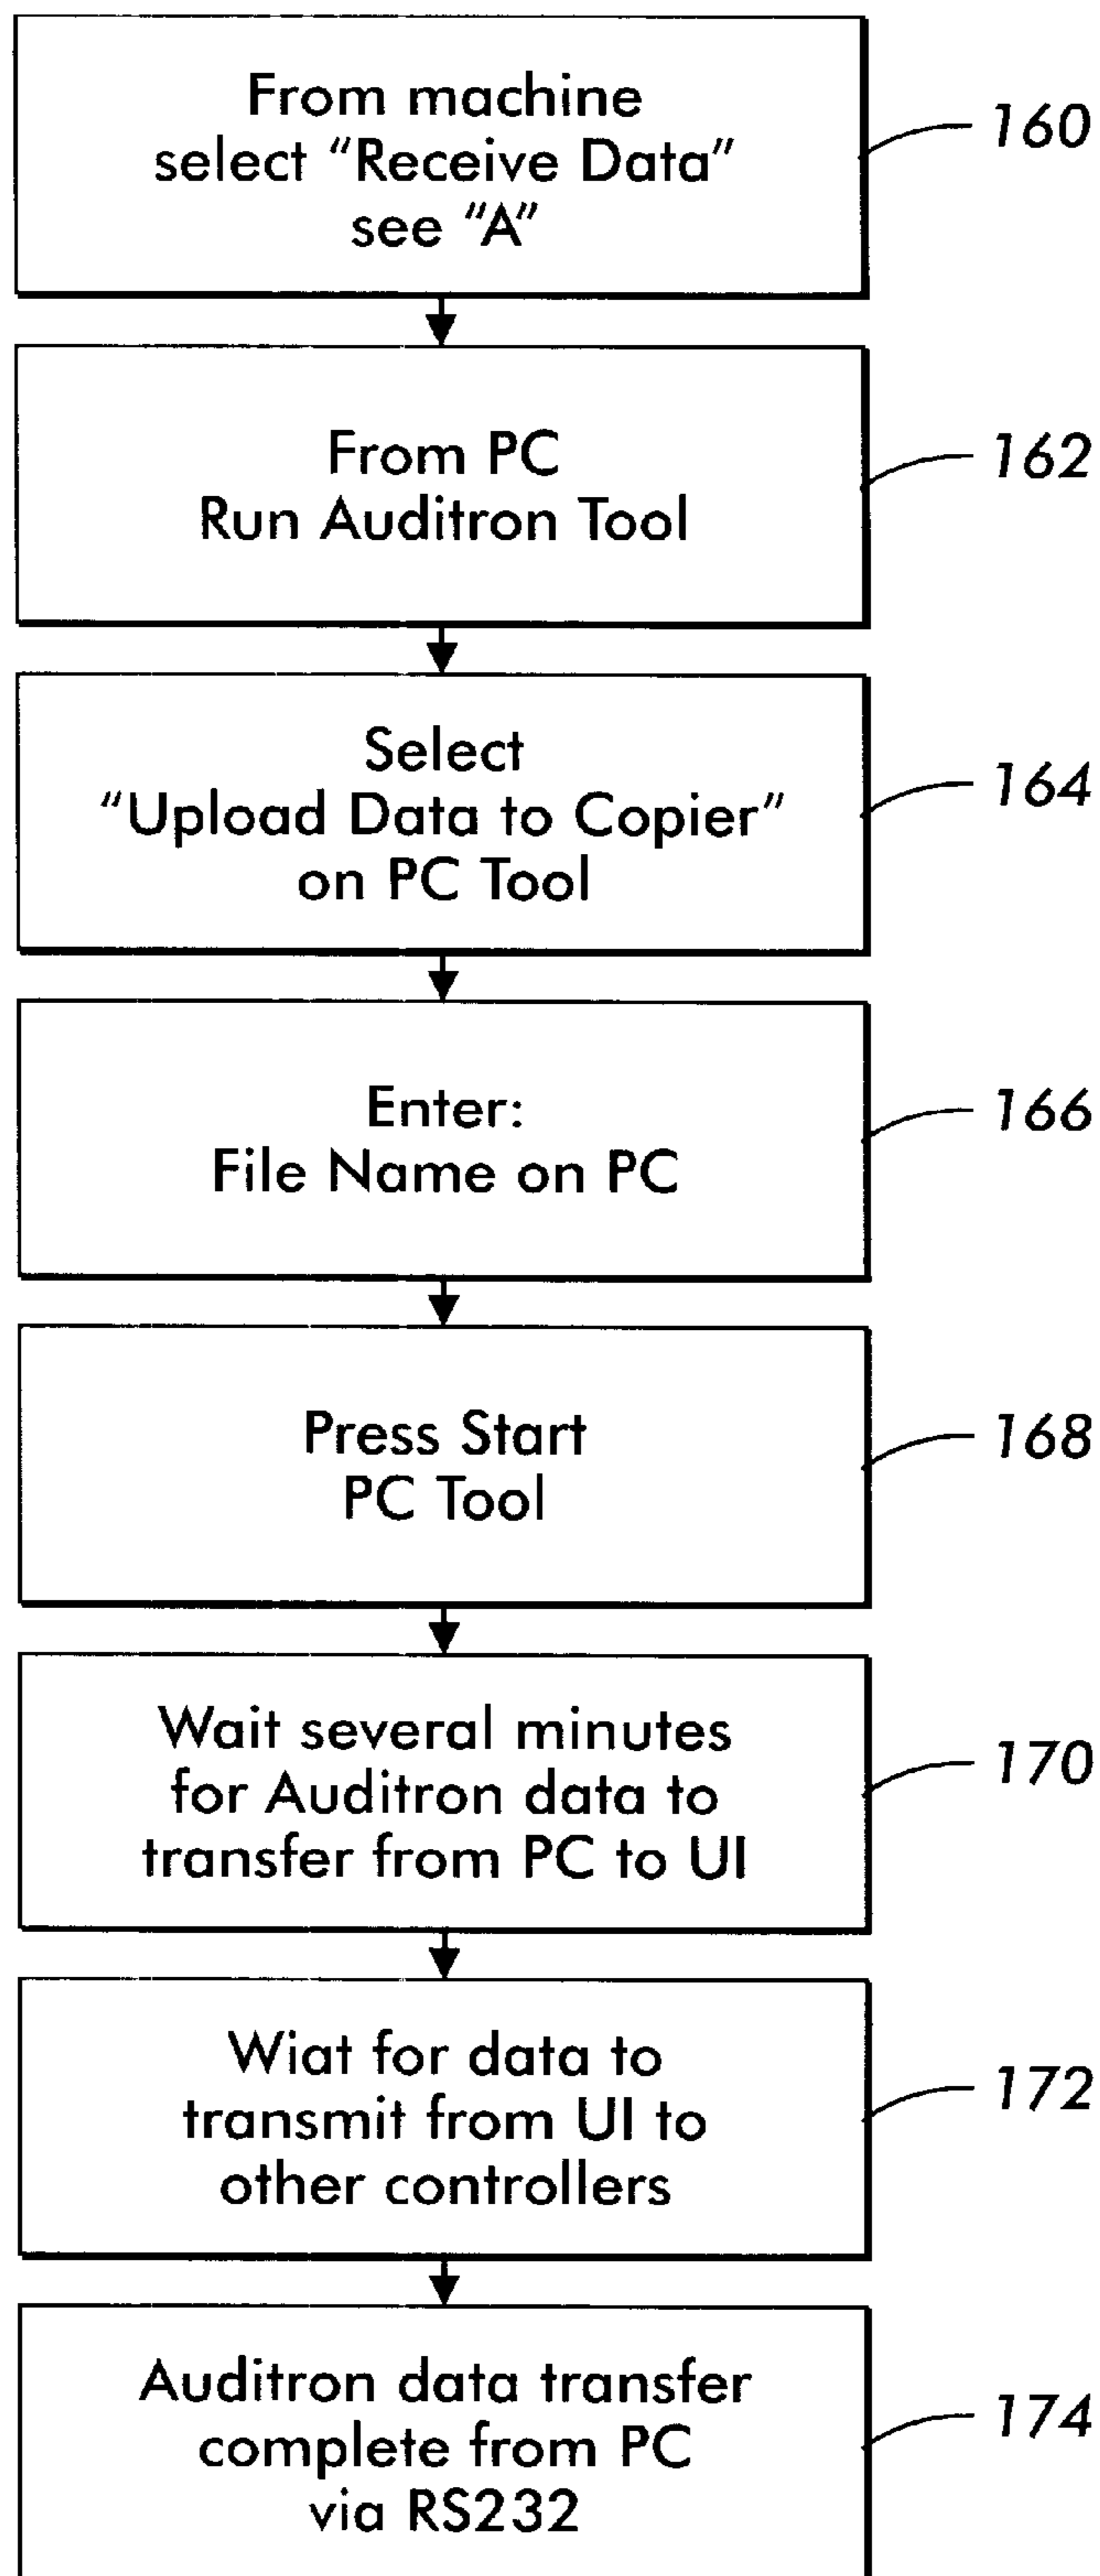 From machine
select "Receive Data"
see "A"
160
From PC
Run Auditron Tool
162
Select
"Upload Data to Copier"
on PC Tool
164
Enter:
File Name on PC
166
Press Start
PC Tool
168
Wait several minutes
for Auditron data to
transfer from PC to UI
170
Wiat for data to
transmit from UI to
other controllers
172
Auditron data transfer
complete from PC
via RS232
174